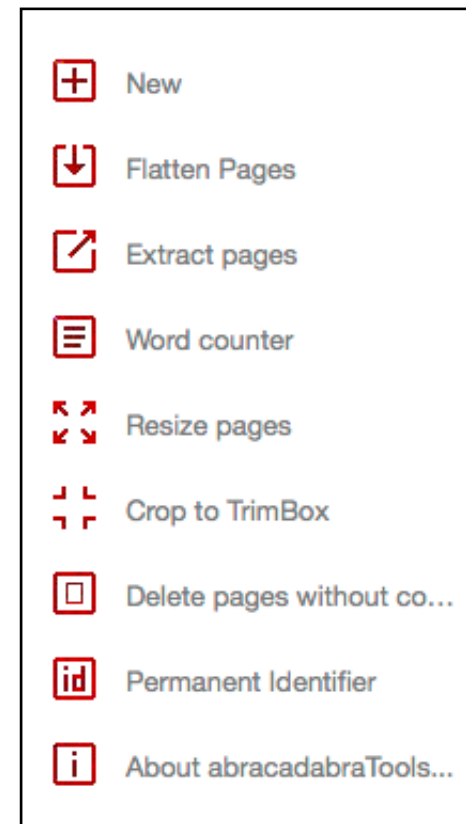 New
Flatten Pages
Extract pages
Word counter
Resize pages
Crop to TrimBox
Delete pages without co...
id Permanent Identifier
i About abracadabraTools...